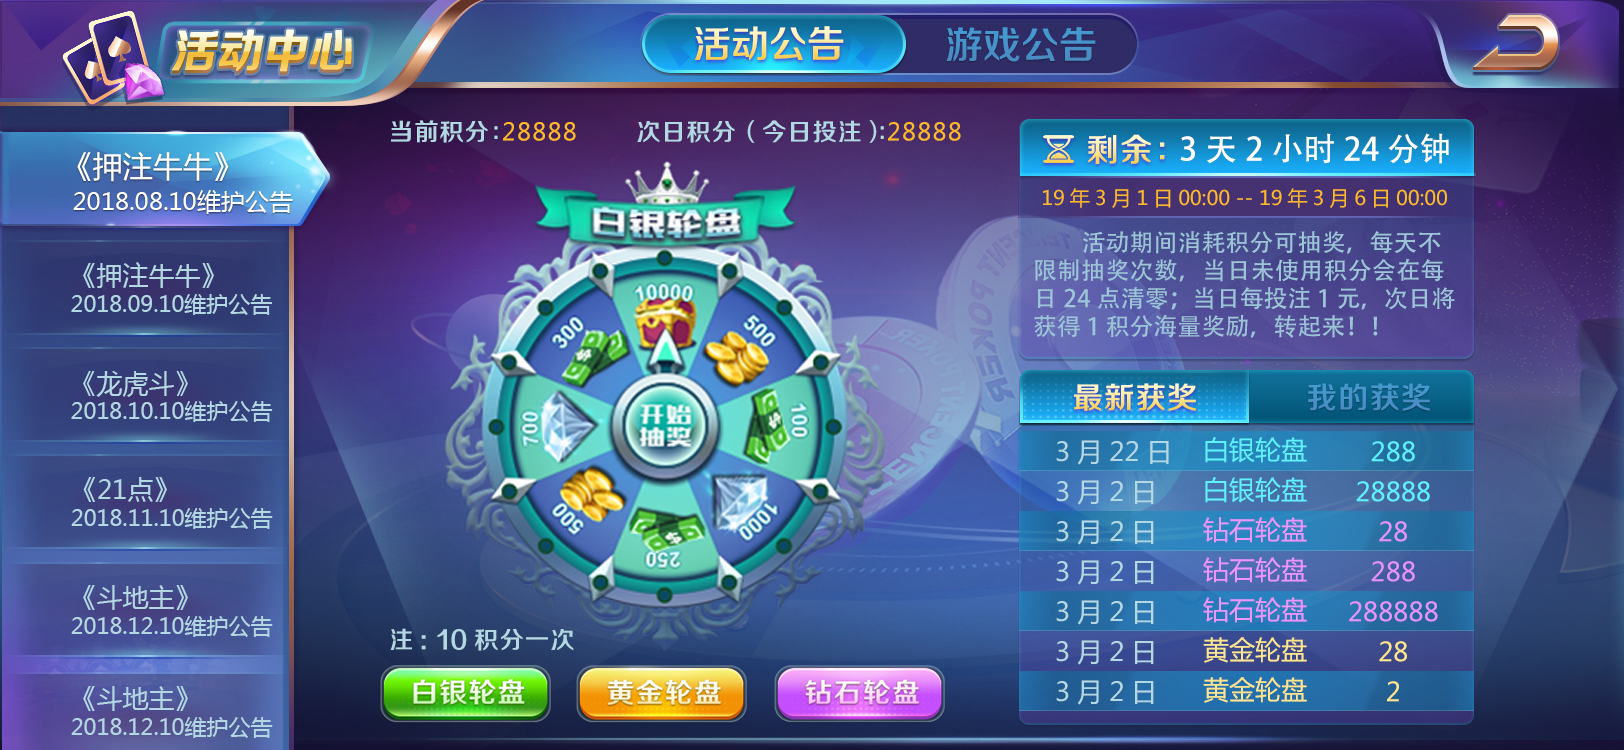 活动中心
活动公告
游戏公告
《押注牛牛》
2018.08.10维护公告
《押注牛牛》
2018.09.10维护公告
《龙虎斗》
2018.10.10维护公告
《21点》
2018.11.10维护公告
《斗地主》
2018.12.10维护公告
《斗地主》
2018.12.10维护公告
当前积分:28888
次日积分(今日投注):28888
白银轮盘
10000
500
100
1000
250
500
700
300
开始
抽奖
注:10 积分一次
白银轮盘
黄金轮盘
钻石轮盘
剩余: 3 天 2 小时 24 分钟
19 年 3 月 1 日 00:00 -- 19 年 3 月 6 日 00:00
活动期间消耗积分可抽奖，每天不
限制抽奖次数，当日未使用积分会在每
日 24 点清零；当日每投注 1 元，次日将
获得 1 积分海量奖励，转起来！！
最新获奖
我的获奖
3 月 22 日 白银轮盘 288
3 月 2 日 白银轮盘 28888
3 月 2 日 钻石轮盘 28
3 月 2 日 钻石轮盘 288
3 月 2 日 钻石轮盘 288888
3 月 2 日 黄金轮盘 28
3 月 2 日 黄金轮盘 2